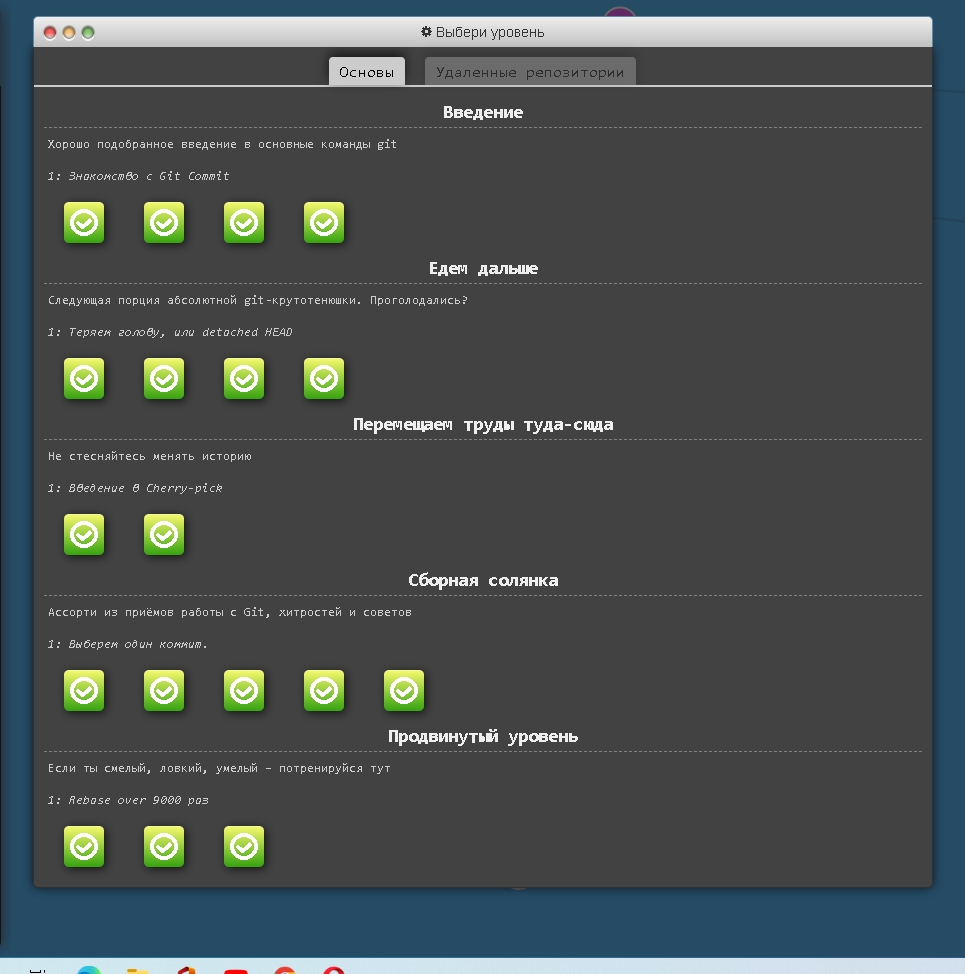 Выбери уровень
Основы
Удаленные репозитории
Введение
Хорошо подобранное введение в основные команды git
1: Знакомство с Git Commit
Едем дальше
Следующая порция абсолютной git-крутотенюшки. Проголодались?
1: Теряем голову, или detached HEAD
Перемещаем труды туда-сюда
Не стесняйтесь менять историю
1: Введение в Cherry-pick
Сборная солянка
Ассорти из приёмов работы с Git, хитростей и советов
1: Выберем один коммит.
Продвинутый уровень
Если ты смелый, ловкий, умелый - потренируйся тут
1: Rebase over 9000 раз